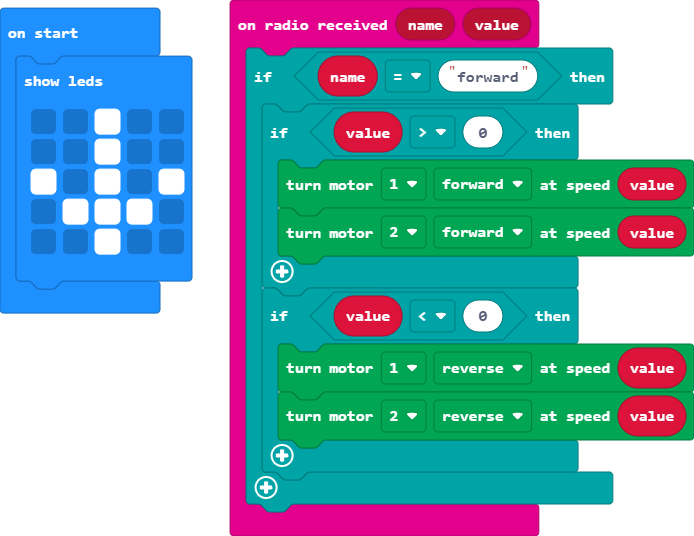 on start
show leds
on radio received name value
if name = "forward" then
if value > 0 then
turn motor 1 forward at speed value
turn motor 2 forward at speed value
if value < 0 then
turn motor 1 reverse at speed value
turn motor 2 reverse at speed value